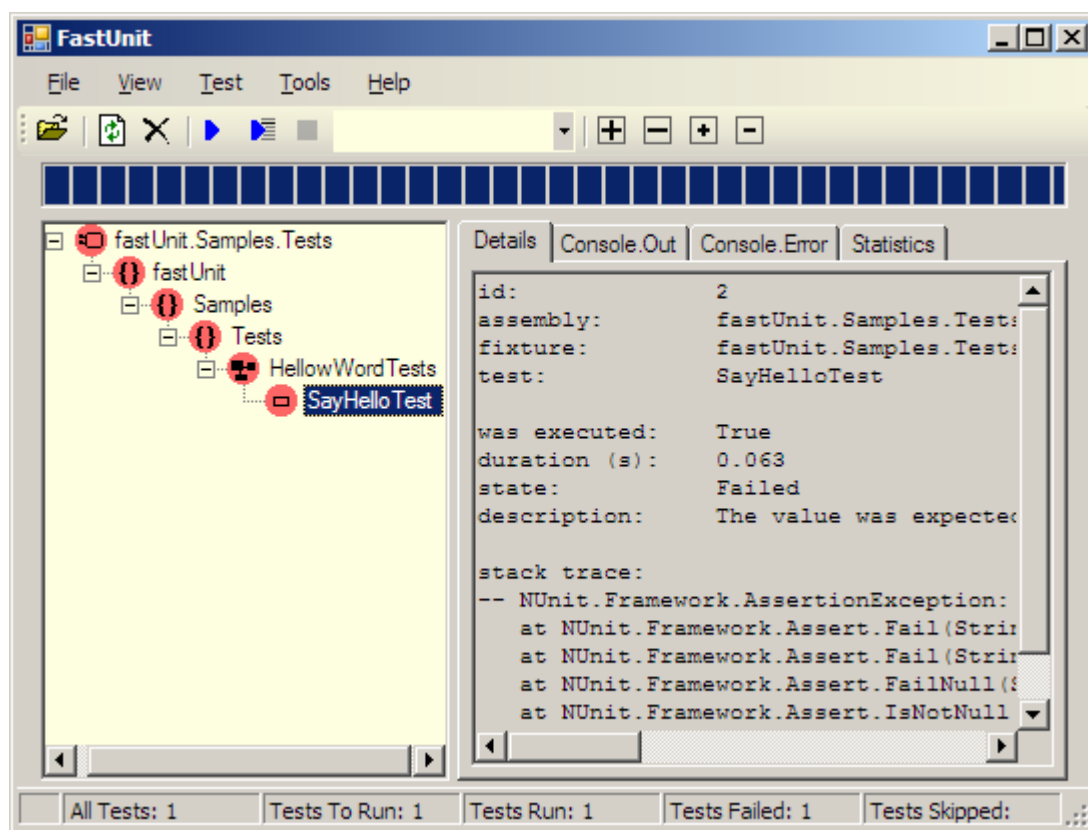 FastUnit
File View Test Tools Help
fastUnit.Samples.Tests
fastUnit
Samples
Tests
HellowWordTests
SayHelloTest
Details Console.Out Console.Error Statistics
id: 2
assembly: fastUnit.Samples.Tests
fixture: fastUnit.Samples.Tests
test: SayHelloTest
was executed: True
duration (s): 0.063
state: Failed
description: The value was expected
stack trace:
-- NUnit.Framework.AssertionException:
at NUnit.Framework.Assert.Fail(Strin
at NUnit.Framework.Assert.Fail(Strin
at NUnit.Framework.Assert.FailNull(S
at NUnit.Framework.Assert.IsNotNull
All Tests: 1 Tests To Run: 1 Tests Run: 1 Tests Failed: 1 Tests Skipped: